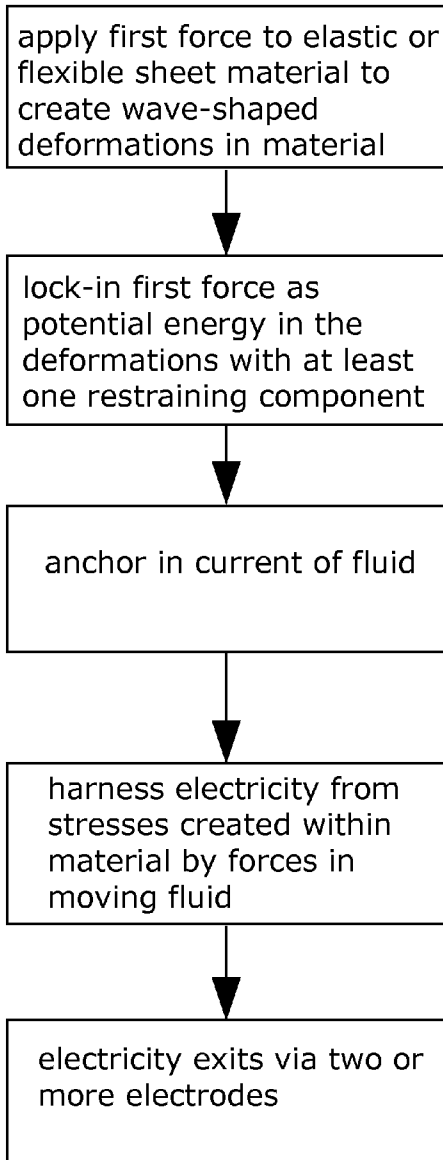 apply first force to elastic or
flexible sheet material to
create wave-shaped
deformations in material
lock-in first force as
potential energy in the
deformations with at least
one restraining component
anchor in current of fluid
harness electricity from
stresses created within
material by forces in
moving fluid
electricity exits via two or
more electrodes